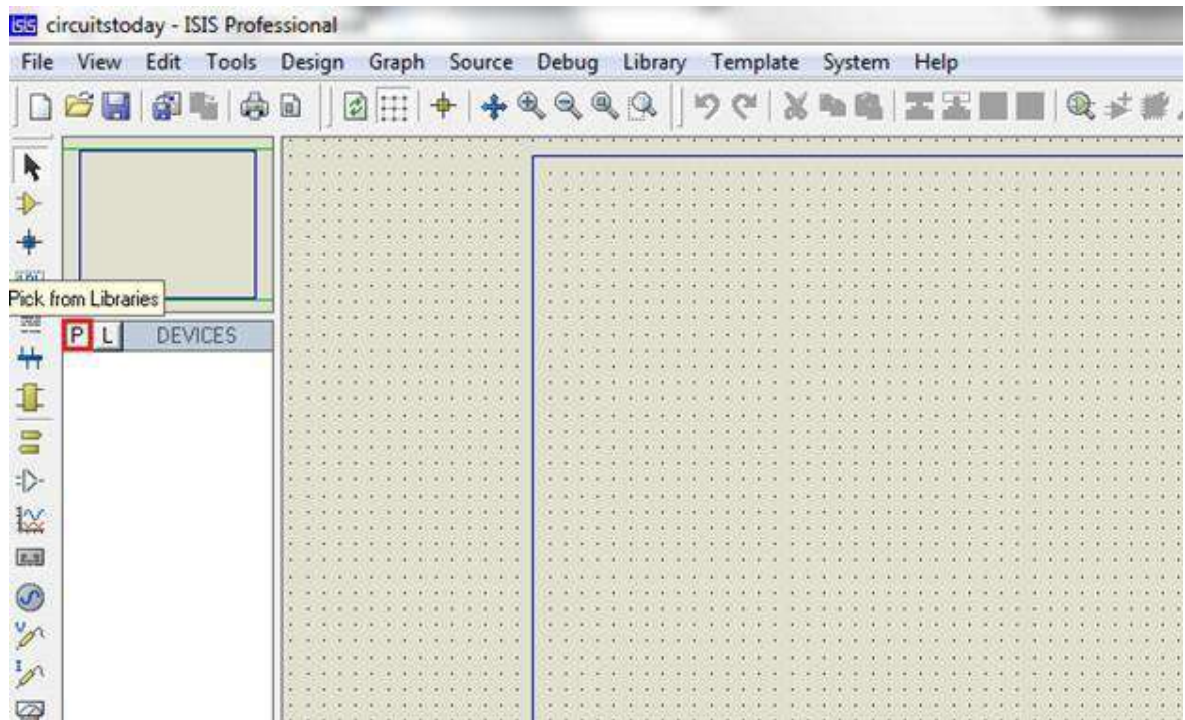 ISIS circuitstoday - ISIS Professional
File View Edit Tools Design Graph Source Debug Library Template System Help
Pick from Libraries
P L DEVICES